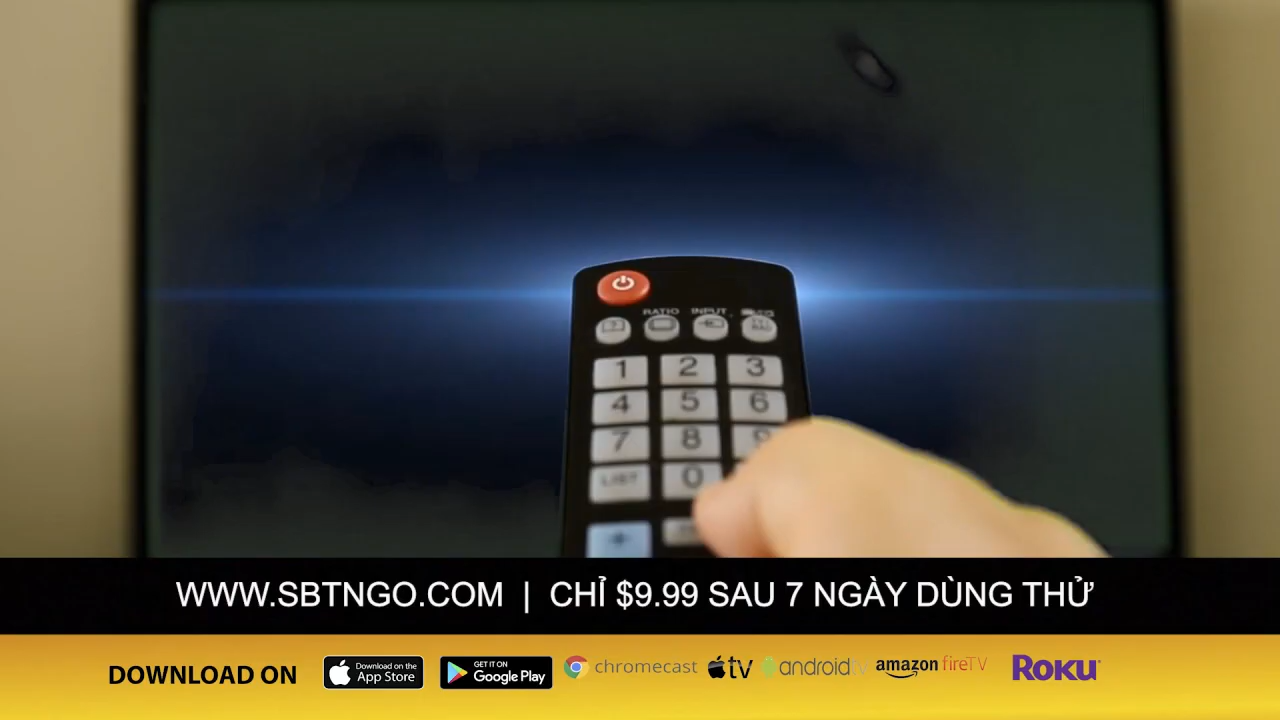 RATIO INPUT
1 2 3
4 5 6
7 8 9
LIST 0
WWW.SBTNGO.COM | CHỈ $9.99 SAU 7 NGÀY DÙNG THỬ
DOWNLOAD ON
Download on the
App Store
GET IT ON
Google Play
chromecast
tv
androidtv
amazon fireTV
ROKU